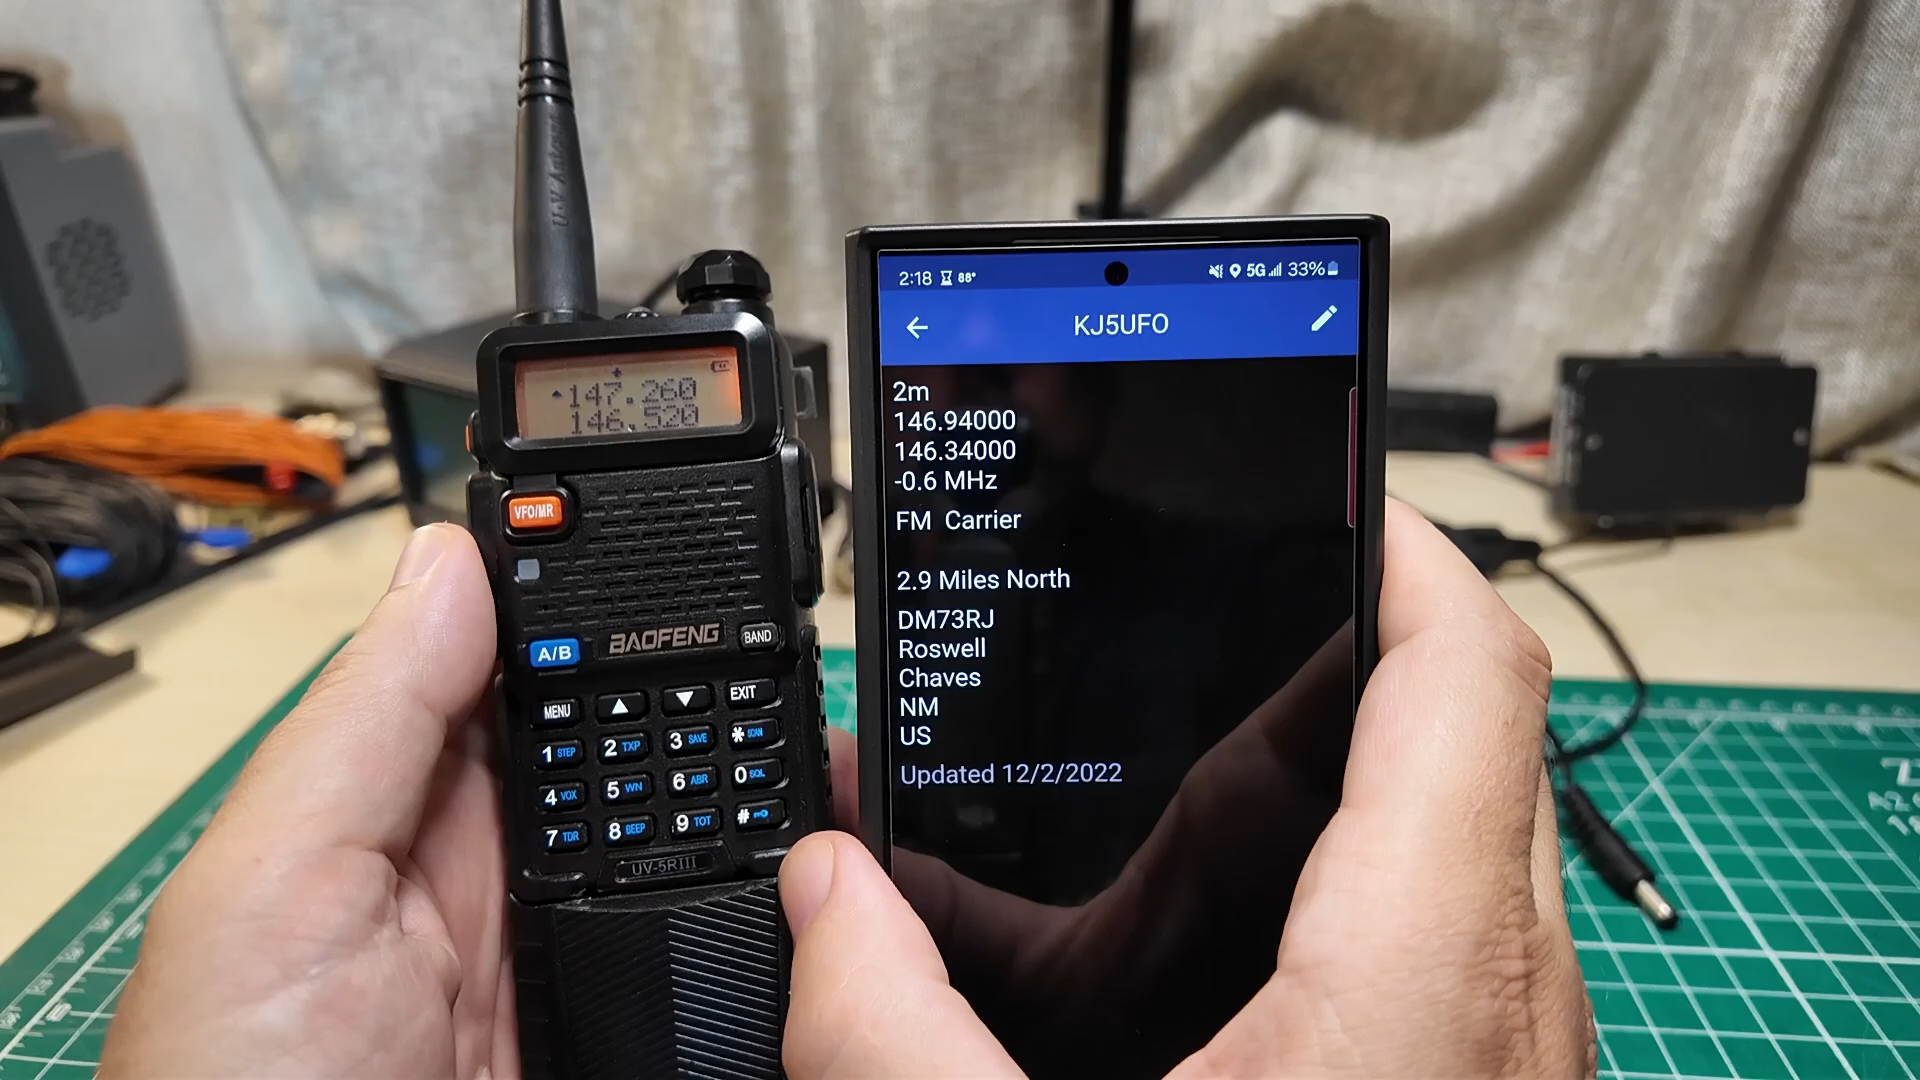 U-V Antenna
+
147.260
146.520
VFO/MR
A/B
BAOFENG
BAND
MENU ▲ ▼ EXIT
1 STEP 2 TXP 3 SAVE * SCAN
4 VOX 5 WN 6 ABR 0 SQL
7 TDR 8 BEEP 9 TOT #
UV-5RIII
2:18 88° 5G 33%
KJ5UFO
2m
146.94000
146.34000
-0.6 MHz
FM Carrier
2.9 Miles North
DM73RJ
Roswell
Chaves
NM
US
Updated 12/2/2022